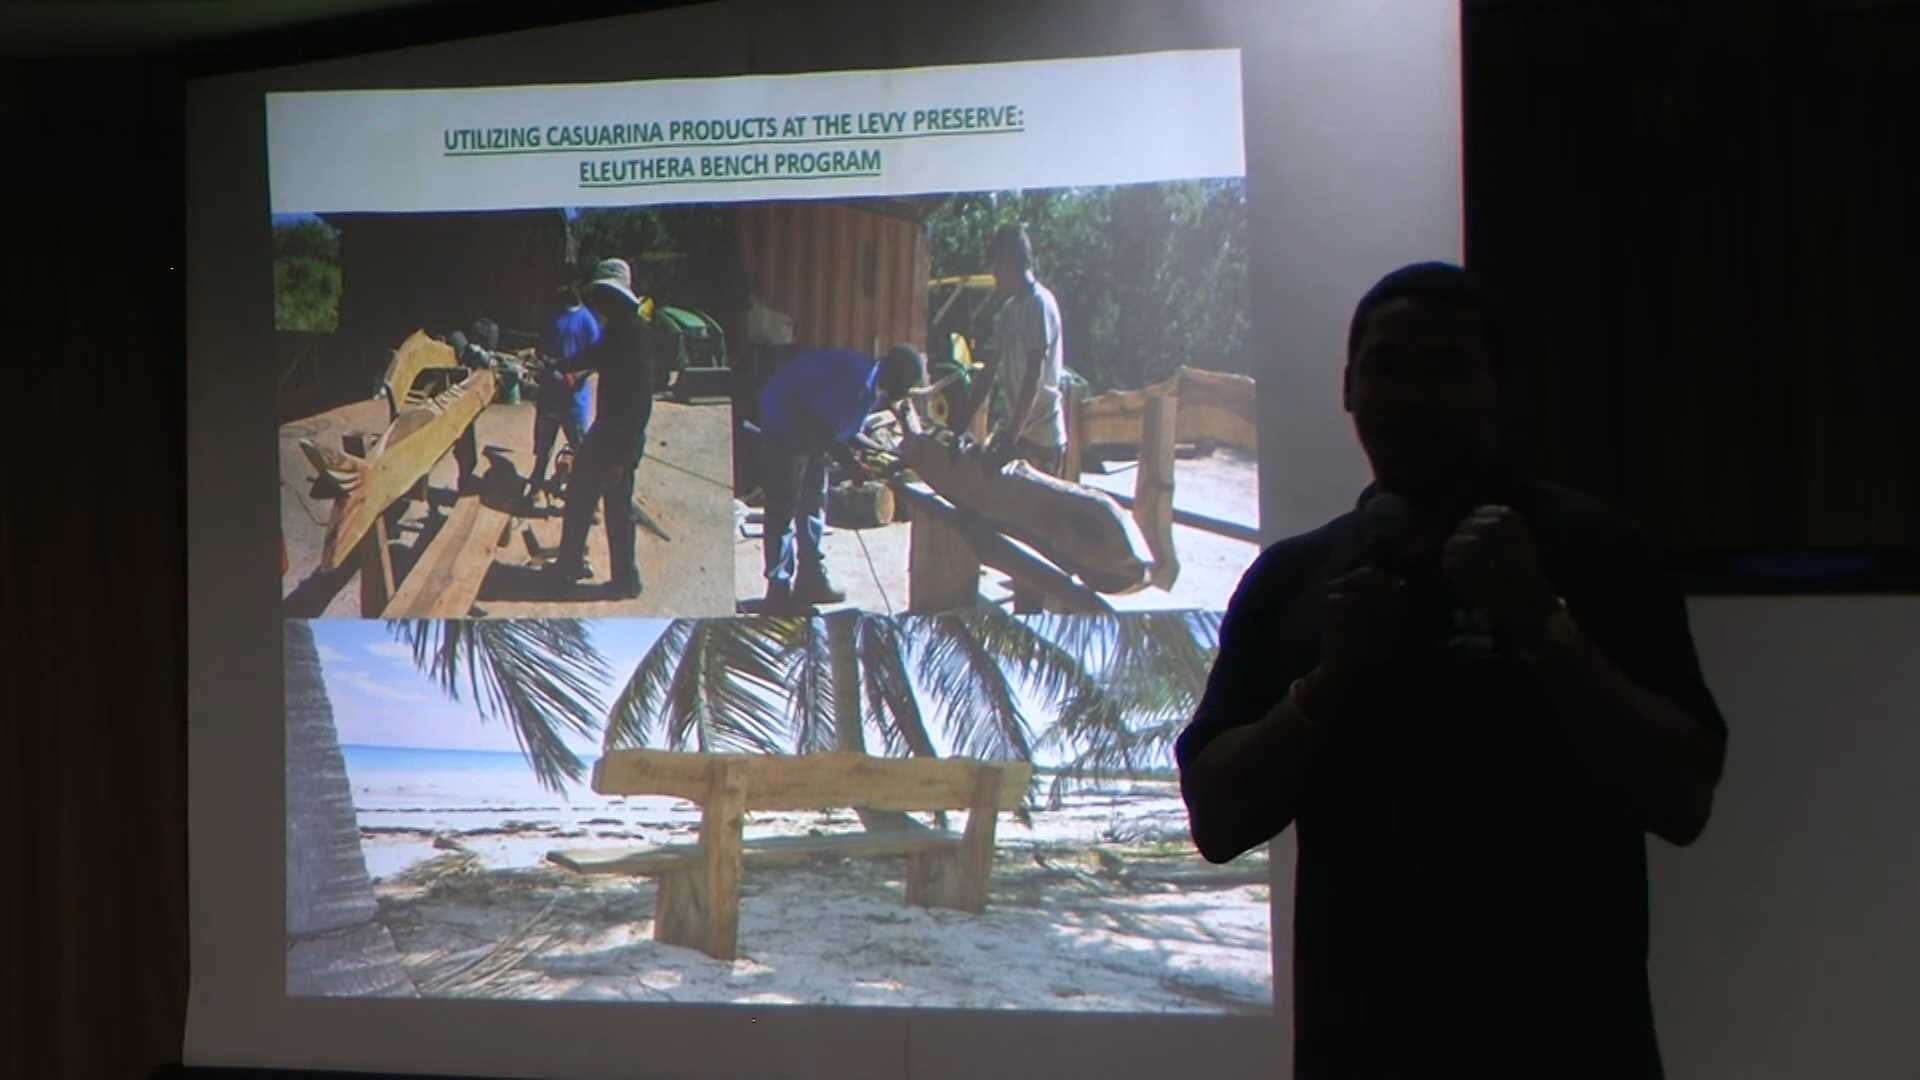 UTILIZING CASUARINA PRODUCTS AT THE LEVY PRESERVE:
ELEUTHERA BENCH PROGRAM